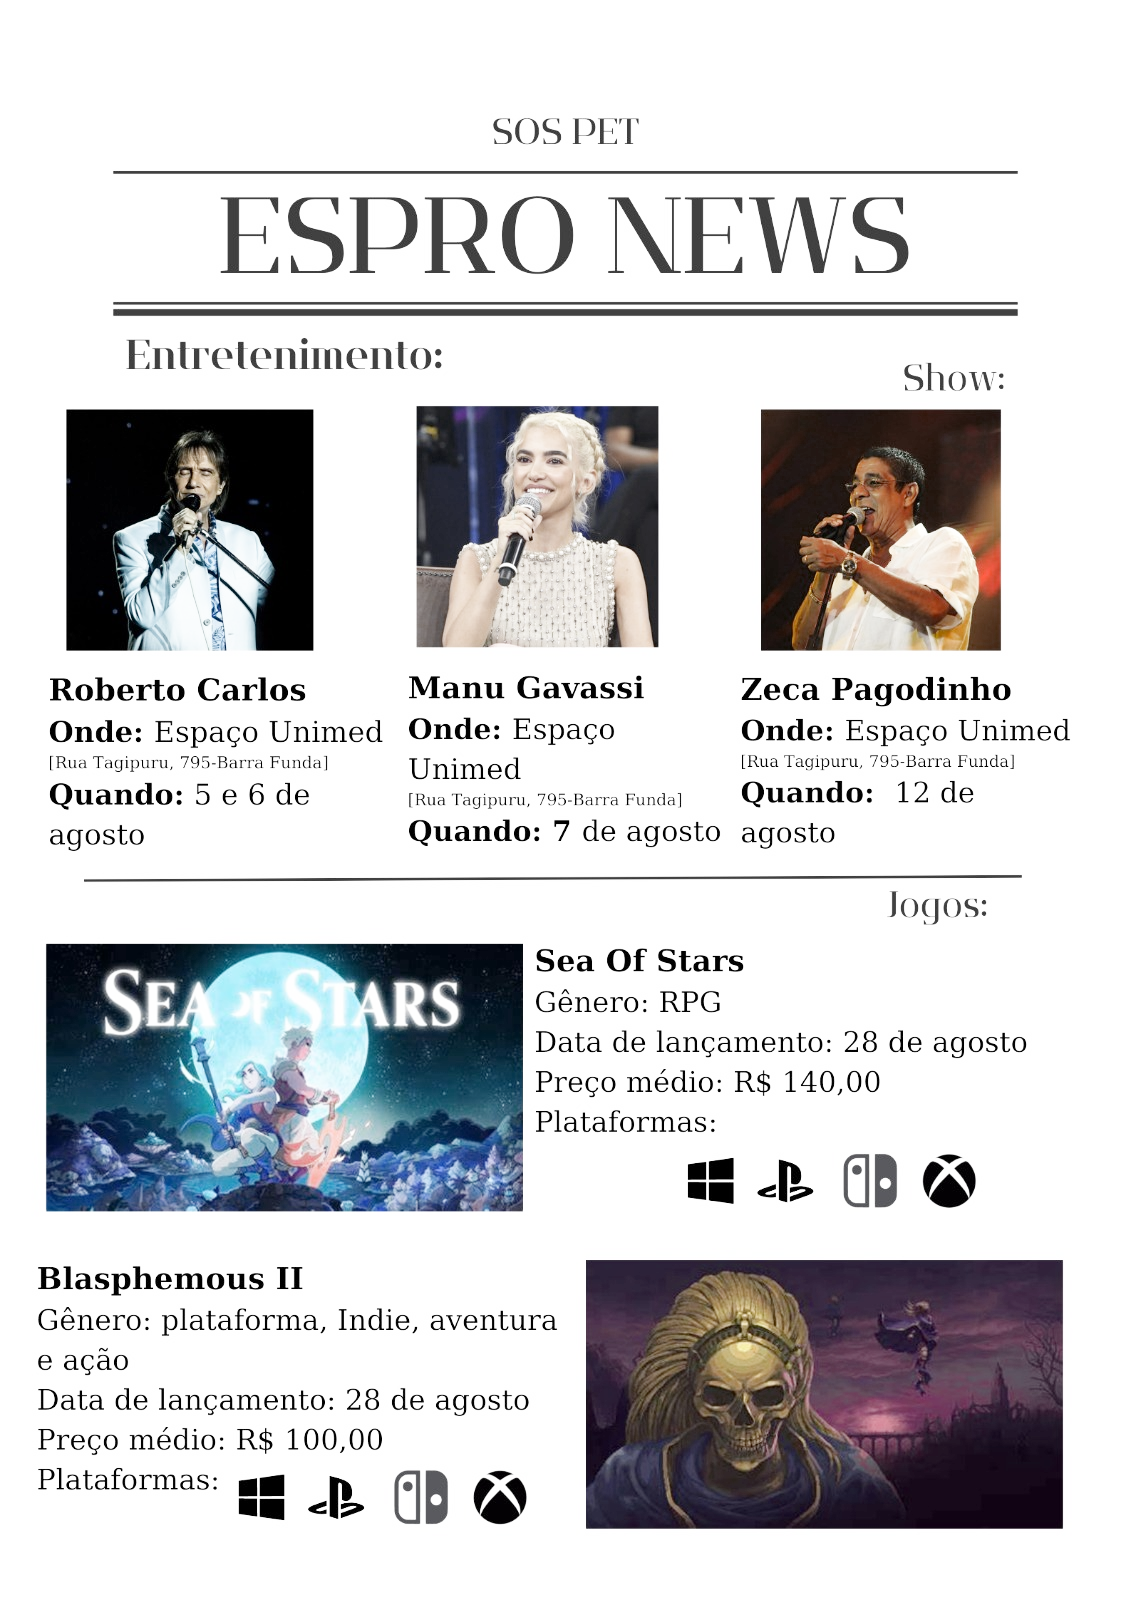 SOS PET
ESPRO NEWS
Entretenimento:
Show:
Roberto Carlos
Onde: Espaço Unimed
[Rua Tagipuru, 795-Barra Funda]
Quando: 5 e 6 de
agosto
Manu Gavassi
Onde: Espaço
Unimed
[Rua Tagipuru, 795-Barra Funda]
Quando: 7 de agosto
Zeca Pagodinho
Onde: Espaço Unimed
[Rua Tagipuru, 795-Barra Funda]
Quando: 12 de
agosto
Jogos:
SEA OF STARS
Sea Of Stars
Gênero: RPG
Data de lançamento: 28 de agosto
Preço médio: R$ 140,00
Plataformas:
Blasphemous II
Gênero: plataforma, Indie, aventura
e ação
Data de lançamento: 28 de agosto
Preço médio: R$ 100,00
Plataformas: